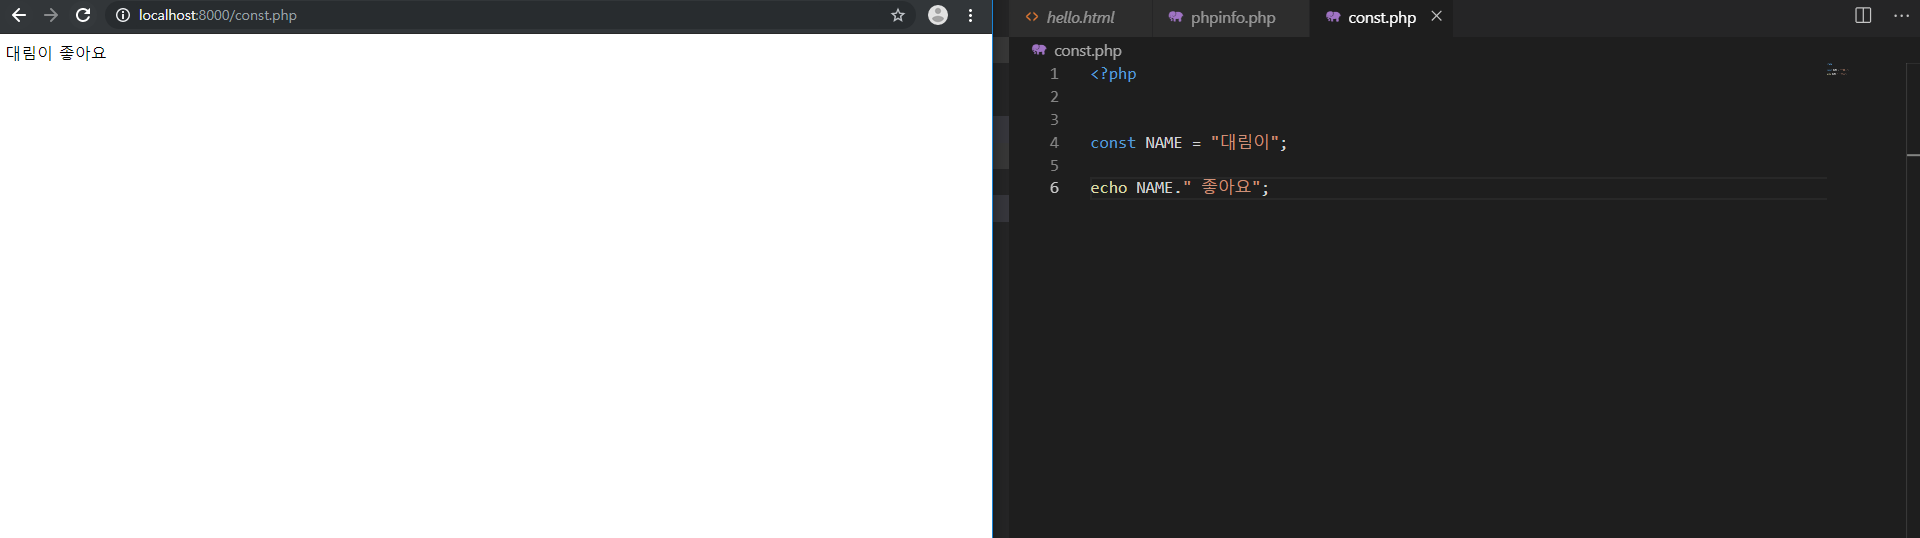 localhost:8000/const.php
대림이 좋아요
hello.html
phpinfo.php
const.php
const.php
1 <?php
2
3
4 const NAME = "대림이";
5
6 echo NAME." 좋아요";